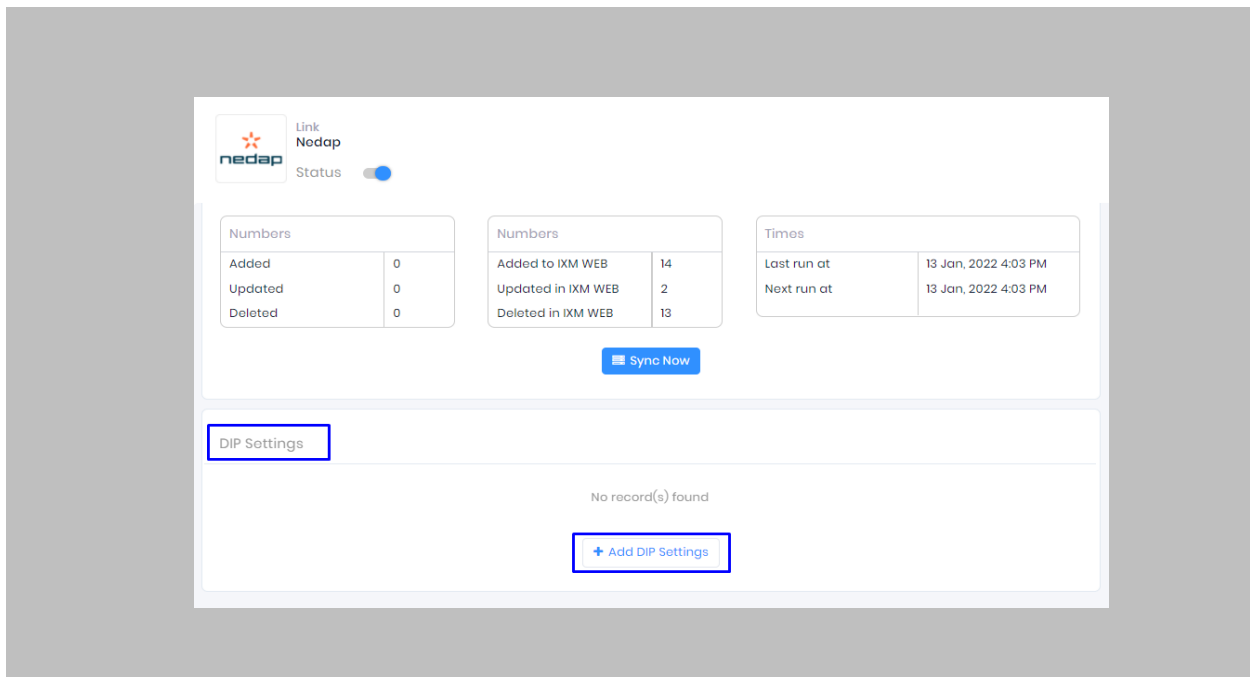 Link
Nedap
nedap
Status
Numbers
Added 0
Updated 0
Deleted 0
Numbers
Added to IXM WEB 14
Updated in IXM WEB 2
Deleted in IXM WEB 13
Times
Last run at 13 Jan, 2022 4:03 PM
Next run at 13 Jan, 2022 4:03 PM
Sync Now
DIP Settings
No record(s) found
+ Add DIP Settings